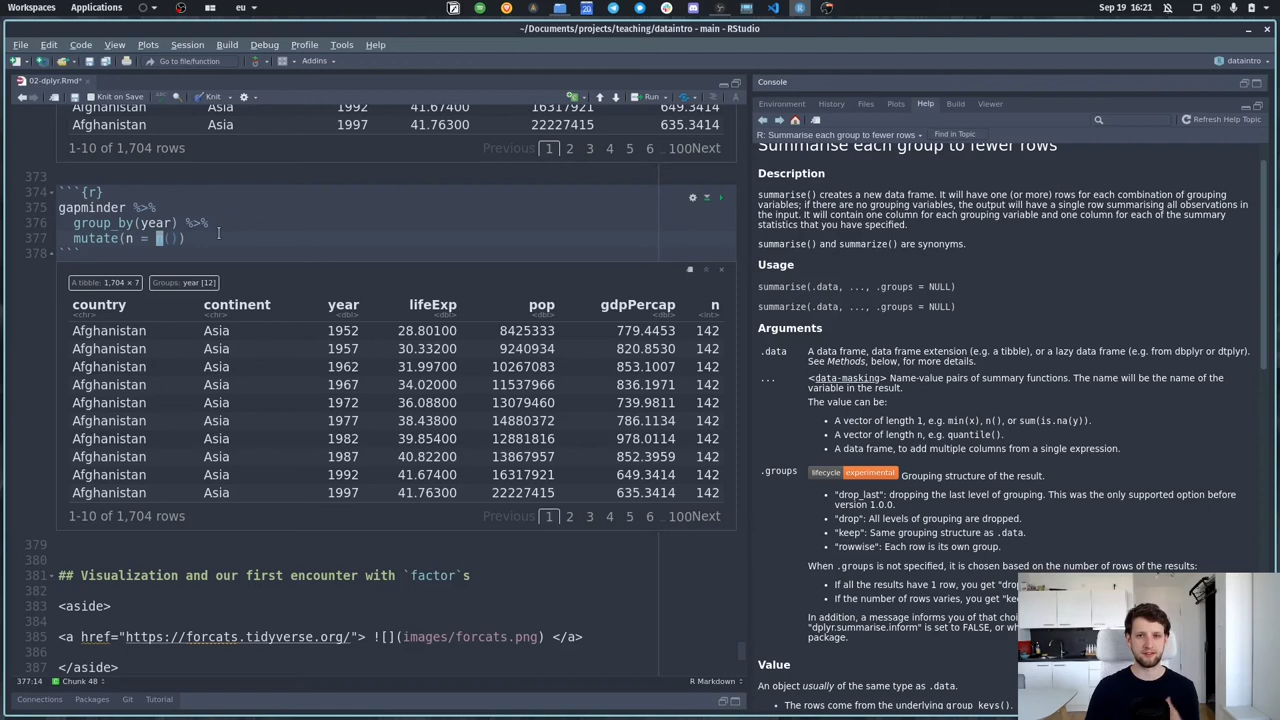 Workspaces Applications eu Sep 19 16:21
~/Documents/projects/teaching/dataintro - main - RStudio
File Edit Code View Plots Session Build Debug Profile Tools Help
Go to file/function Addins dataintro
02-dplyr.Rmd*
Knit on Save Knit Run
Afghanistan Asia 1992 41.67400 16317921 649.3414
Afghanistan Asia 1997 41.76300 22227415 635.3414
1-10 of 1,704 rows Previous 1 2 3 4 5 6 ... 100 Next
373
374 ```{r}
375 gapminder %>%
376 group_by(year) %>%
377 mutate(n = n())
378 ```
A tibble: 1,704 × 7 Groups: year [12]
country continent year lifeExp pop gdpPercap n
<chr> <chr> <dbl> <dbl> <dbl> <dbl> <int>
Afghanistan Asia 1952 28.80100 8425333 779.4453 142
Afghanistan Asia 1957 30.33200 9240934 820.8530 142
Afghanistan Asia 1962 31.99700 10267083 853.1007 142
Afghanistan Asia 1967 34.02000 11537966 836.1971 142
Afghanistan Asia 1972 36.08800 13079460 739.9811 142
Afghanistan Asia 1977 38.43800 14880372 786.1134 142
Afghanistan Asia 1982 39.85400 12881816 978.0114 142
Afghanistan Asia 1987 40.82200 13867957 852.3959 142
Afghanistan Asia 1992 41.67400 16317921 649.3414 142
Afghanistan Asia 1997 41.76300 22227415 635.3414 142
1-10 of 1,704 rows Previous 1 2 3 4 5 6 ... 100 Next
379
380
381 ## Visualization and our first encounter with `factor`s
382
383 <aside>
384
385 <a href="https://forcats.tidyverse.org/"> ![](images/forcats.png) </a>
386
387 </aside>
377:14 Chunk 48 R Markdown
Connections Packages Git Tutorial
Console
Environment History Files Plots Help Build Viewer
Refresh Help Topic
R: Summarise each group to fewer rows Find in Topic
Summarise each group to fewer rows
Description
summarise() creates a new data frame. It will have one (or more) rows for each combination of grouping
variables; if there are no grouping variables, the output will have a single row summarising all observations in
the input. It will contain one column for each grouping variable and one column for each of the summary
statistics that you have specified.
summarise() and summarize() are synonyms.
Usage
summarise(.data, ..., .groups = NULL)
summarize(.data, ..., .groups = NULL)
Arguments
.data A data frame, data frame extension (e.g. a tibble), or a lazy data frame (e.g. from dbplyr or dtplyr).
See Methods, below, for more details.
... <data-masking> Name-value pairs of summary functions. The name will be the name of the
variable in the result.
The value can be:
• A vector of length 1, e.g. min(x), n(), or sum(is.na(y)).
• A vector of length n, e.g. quantile().
• A data frame, to add multiple columns from a single expression.
.groups lifecycle experimental Grouping structure of the result.
• "drop_last": dropping the last level of grouping. This was the only supported option before
version 1.0.0.
• "drop": All levels of grouping are dropped.
• "keep": Same grouping structure as .data.
• "rowwise": Each row is its own group.
When .groups is not specified, it is chosen based on the number of rows of the results:
• If all the results have 1 row, you get "drop
• If the number of rows varies, you get "kee
In addition, a message informs you of that choic
"dplyr.summarise.inform" is set to FALSE, or wh
package.
Value
An object usually of the same type as .data.
• The rows come from the underlying group_keys().